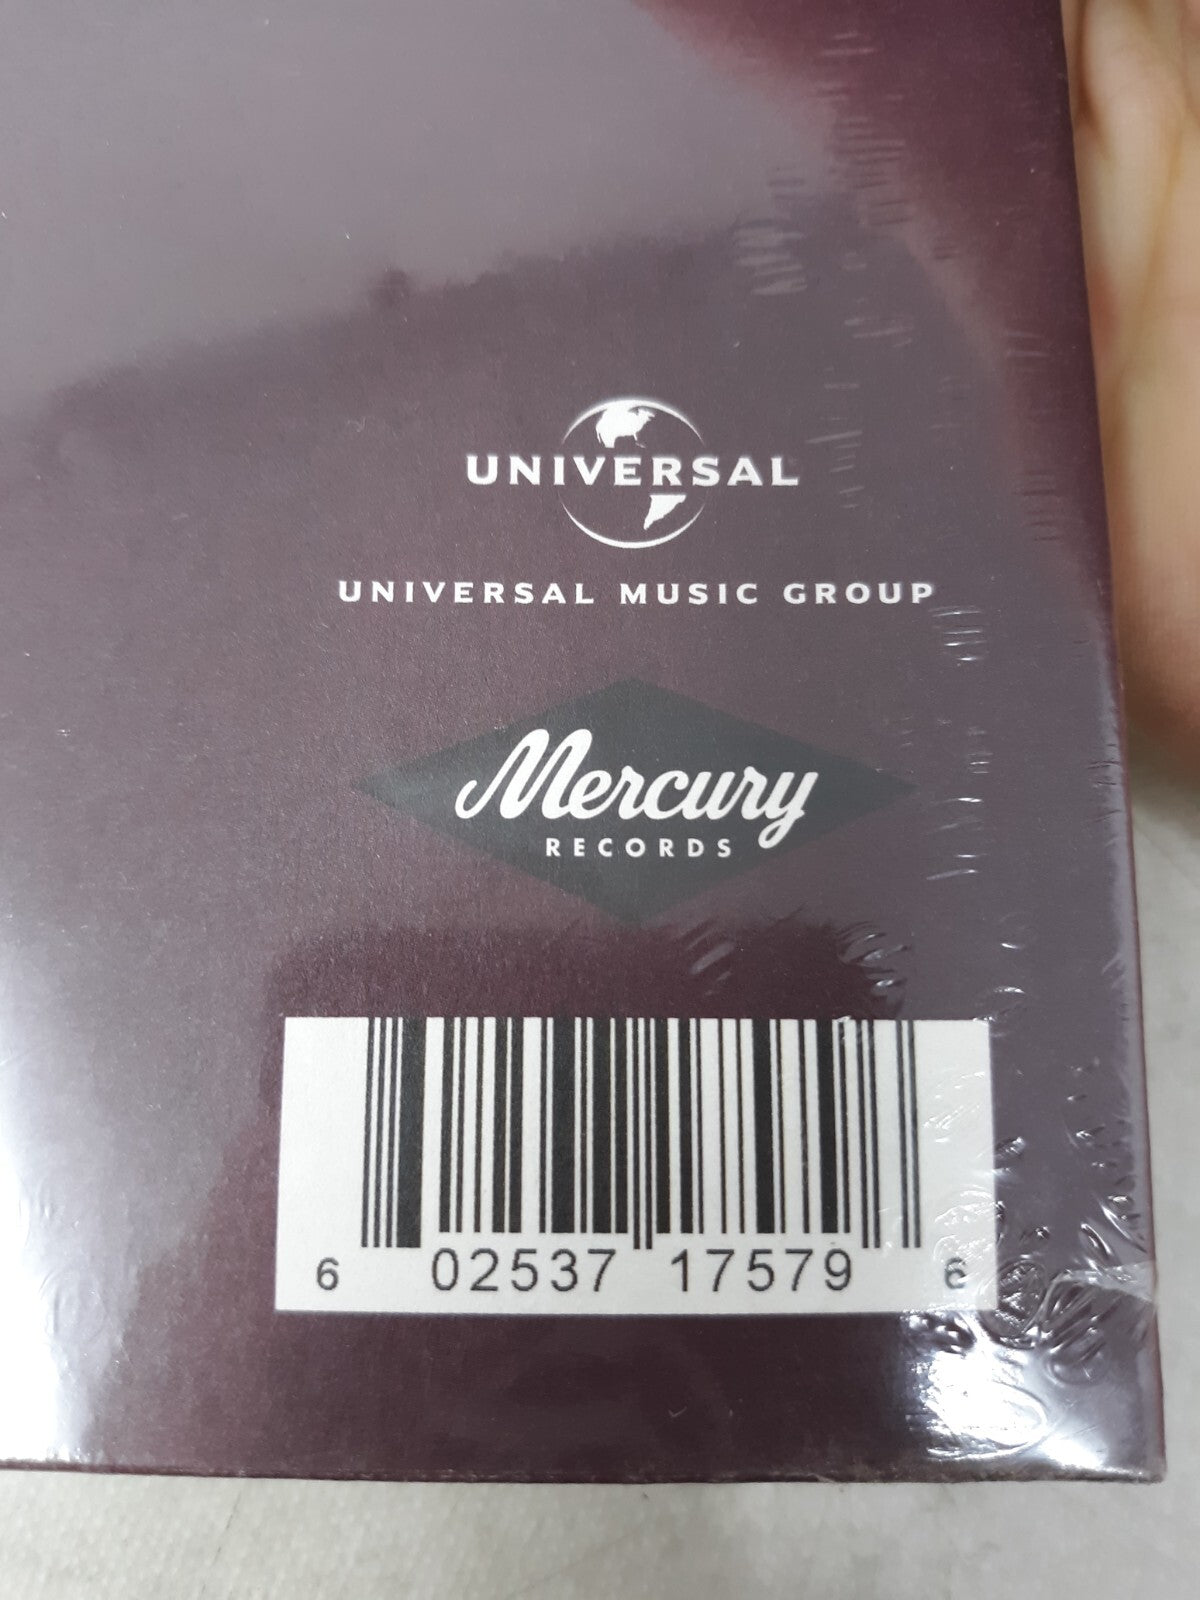 UNIVERSAL
UNIVERSAL MUSIC GROUP
Mercury
RECORDS
6 02537 17579 6